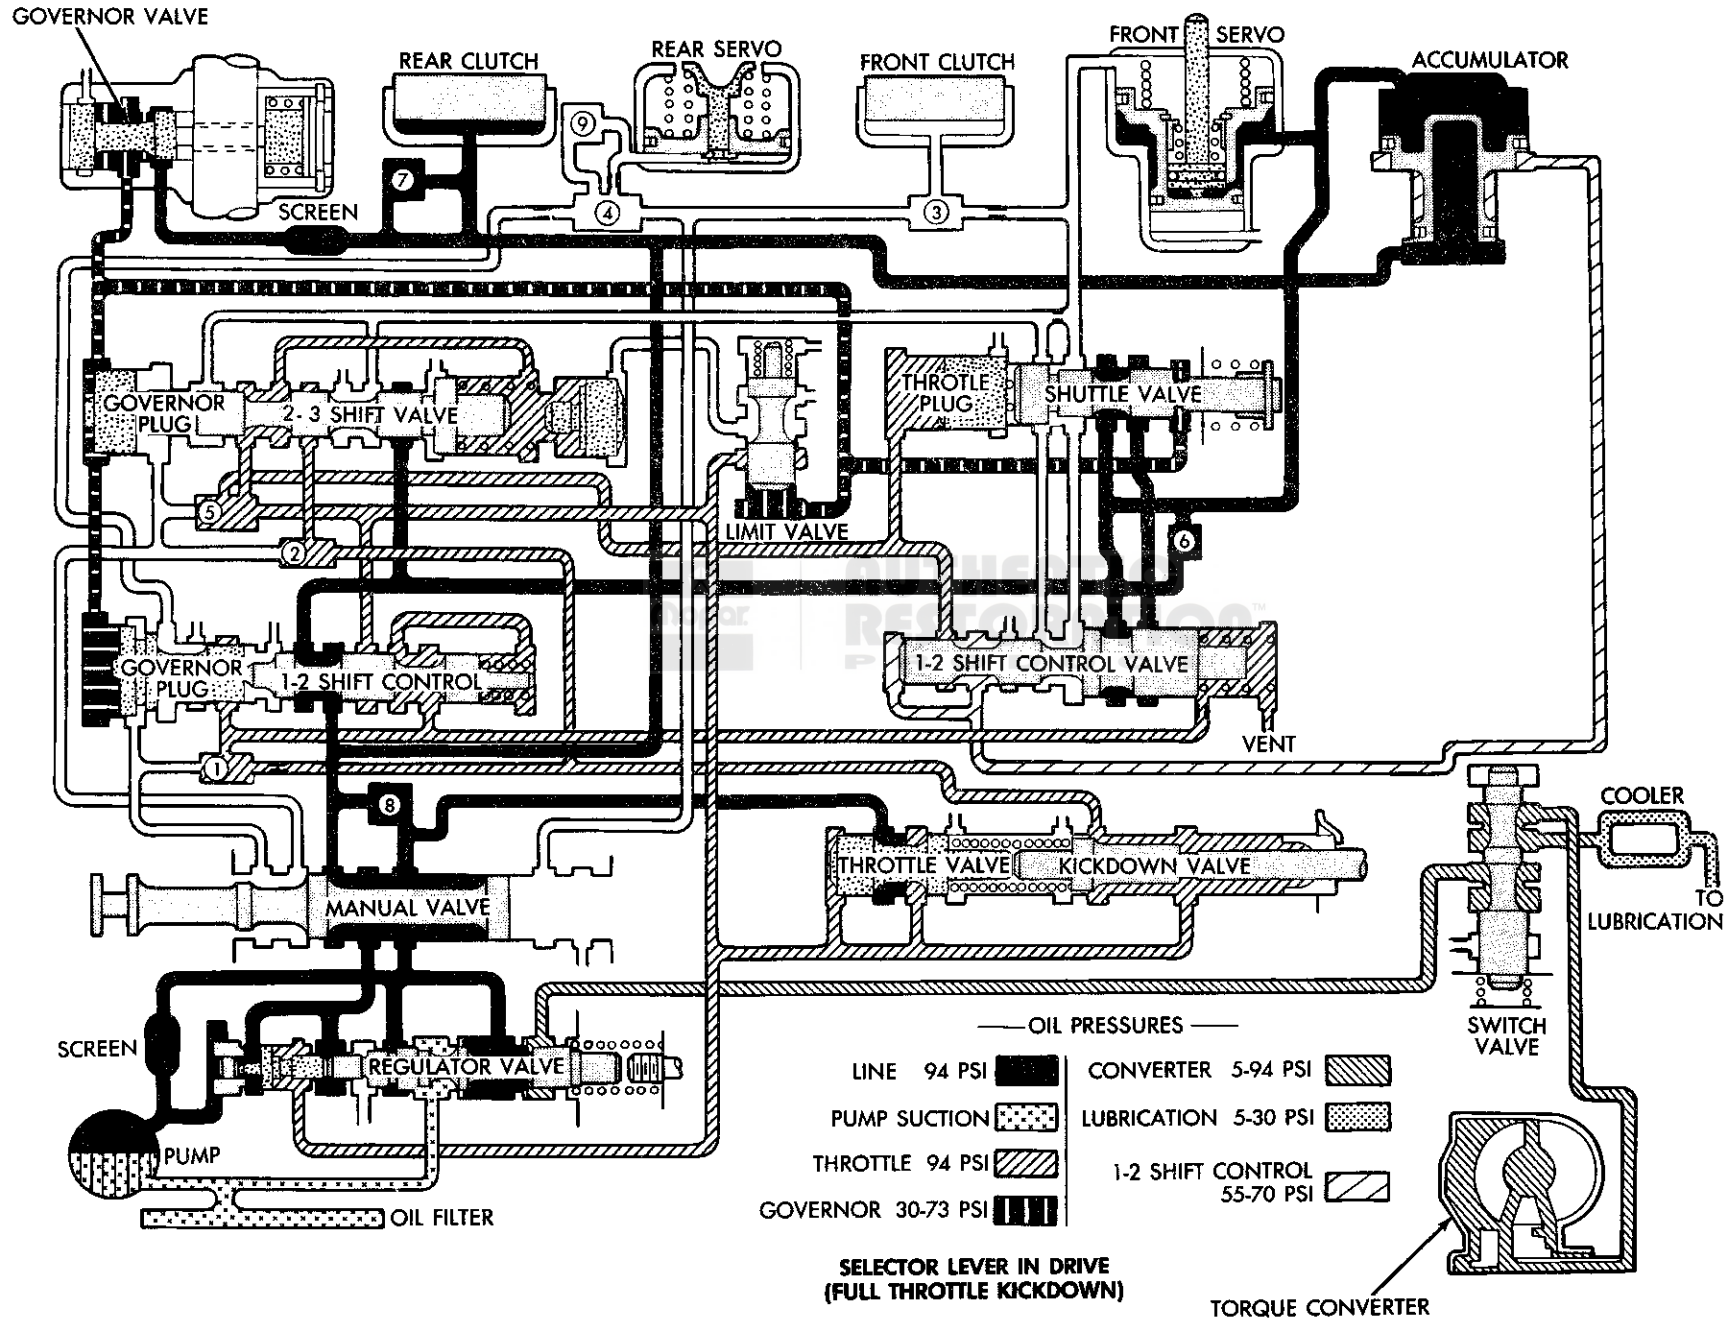 GOVERNOR VALVE
REAR CLUTCH
REAR SERVO
FRONT CLUTCH
FRONT SERVO
ACCUMULATOR
9
7
SCREEN
4
3
GOVERNOR
PLUG
2-3 SHIFT VALVE
THROTLE
PLUG
SHUTTLE VALVE
5
LIMIT VALVE
2
6
AUTHENTIC
mopar
RESTORATION™
GOVERNOR
PLUG
1-2 SHIFT CONTROL
1-2 SHIFT CONTROL VALVE
VENT
1
8
COOLER
THROTTLE VALVE
KICKDOWN VALVE
MANUAL VALVE
TO
LUBRICATION
SWITCH
VALVE
OIL PRESSURES
SCREEN
REGULATOR VALVE
LINE 94 PSI
CONVERTER 5-94 PSI
PUMP SUCTION
LUBRICATION 5-30 PSI
PUMP
THROTTLE 94 PSI
1-2 SHIFT CONTROL
55-70 PSI
GOVERNOR 30-73 PSI
OIL FILTER
SELECTOR LEVER IN DRIVE
(FULL THROTTLE KICKDOWN)
TORQUE CONVERTER